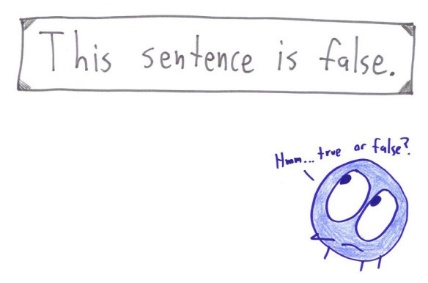 This sentence is false.
Hmm... true or false?